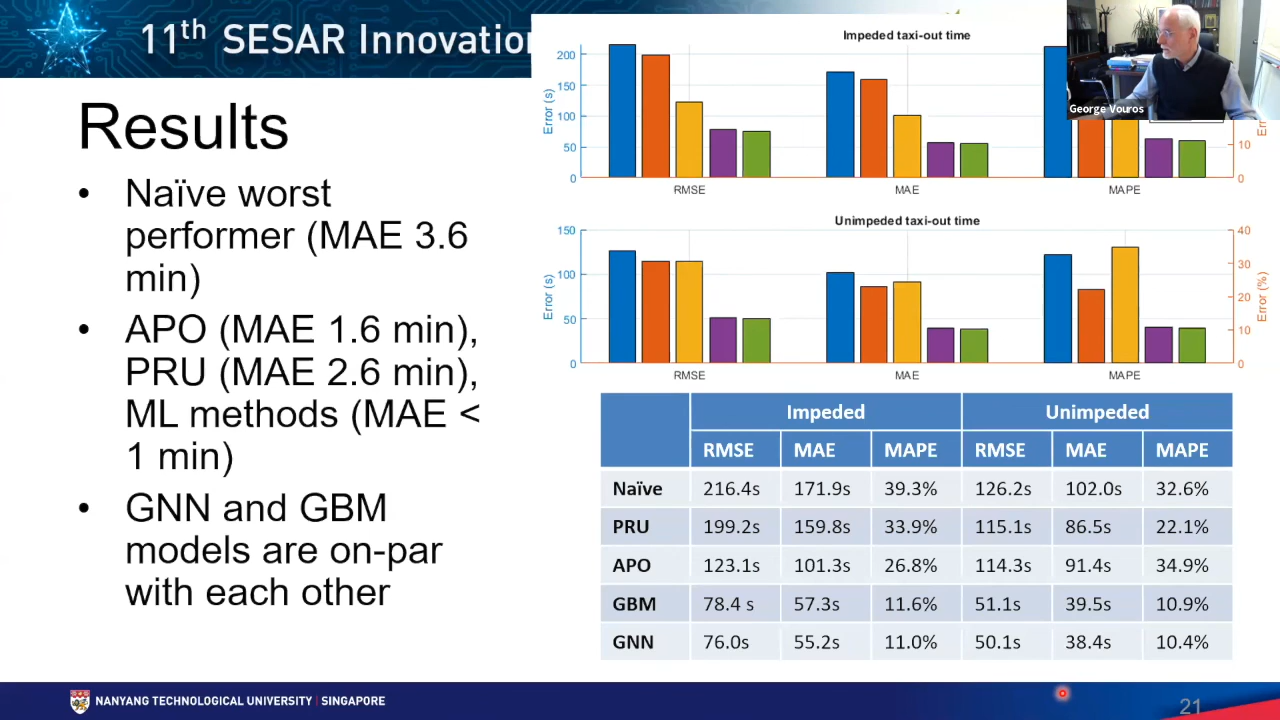 11th SESAR Innovation
Results
• Naïve worst
performer (MAE 3.6
min)
• APO (MAE 1.6 min),
PRU (MAE 2.6 min),
ML methods (MAE <
1 min)
• GNN and GBM
models are on-par
with each other
Impeded taxi-out time
Error (s)
200
150
100
50
0
RMSE
MAE
MAPE
10
0
George Vouros
Unimpeded taxi-out time
Error (s)
150
100
50
0
RMSE
MAE
MAPE
40
30
20
10
0
Error (%)
Impeded Unimpeded
RMSE MAE MAPE RMSE MAE MAPE
Naïve 216.4s 171.9s 39.3% 126.2s 102.0s 32.6%
PRU 199.2s 159.8s 33.9% 115.1s 86.5s 22.1%
APO 123.1s 101.3s 26.8% 114.3s 91.4s 34.9%
GBM 78.4 s 57.3s 11.6% 51.1s 39.5s 10.9%
GNN 76.0s 55.2s 11.0% 50.1s 38.4s 10.4%
NANYANG TECHNOLOGICAL UNIVERSITY | SINGAPORE
21